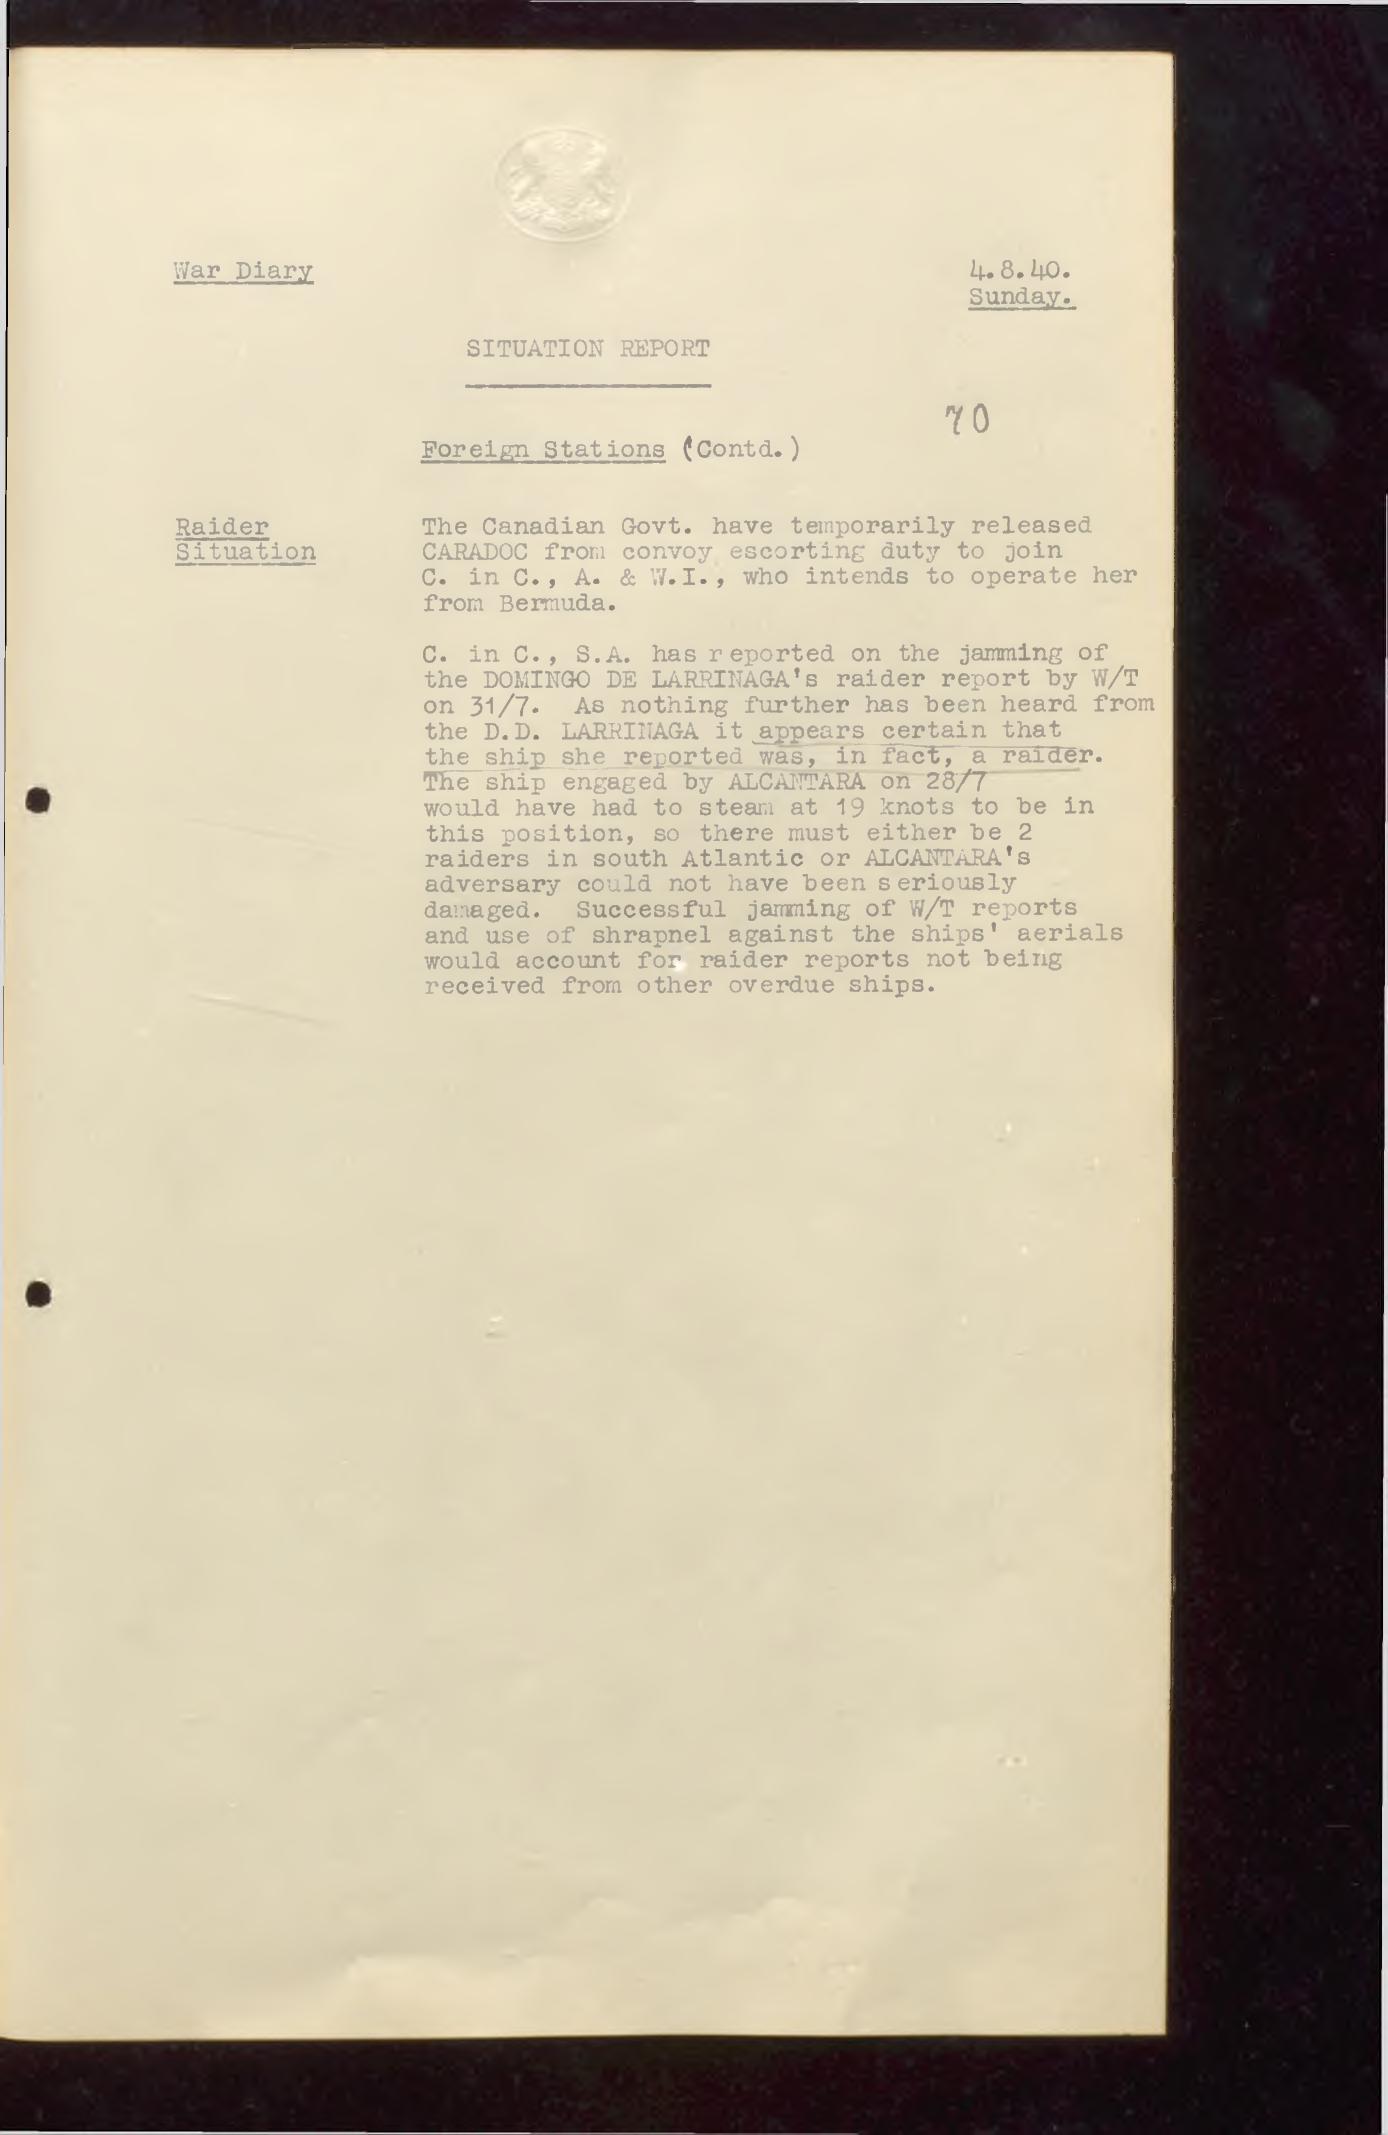 War Diary
4.8.40.
Sunday.
SITUATION REPORT
70
Foreign Stations (Contd.)
Raider
Situation
The Canadian Govt. have temporarily released
CARADOC from convoy escorting duty to join
C. in C., A. & W.I., who intends to operate her
from Bermuda.
C. in C., S.A. has reported on the jamming of
the DOMINGO DE LARRINAGA's raider report by W/T
on 31/7. As nothing further has been heard from
the D.D. LARRINAGA it appears certain that
the ship she reported was, in fact, a raider.
The ship engaged by ALCANTARA on 28/7
would have had to steam at 19 knots to be in
this position, so there must either be 2
raiders in south Atlantic or ALCANTARA's
adversary could not have been seriously
damaged. Successful jamming of W/T reports
and use of shrapnel against the ships' aerials
would account for raider reports not being
received from other overdue ships.